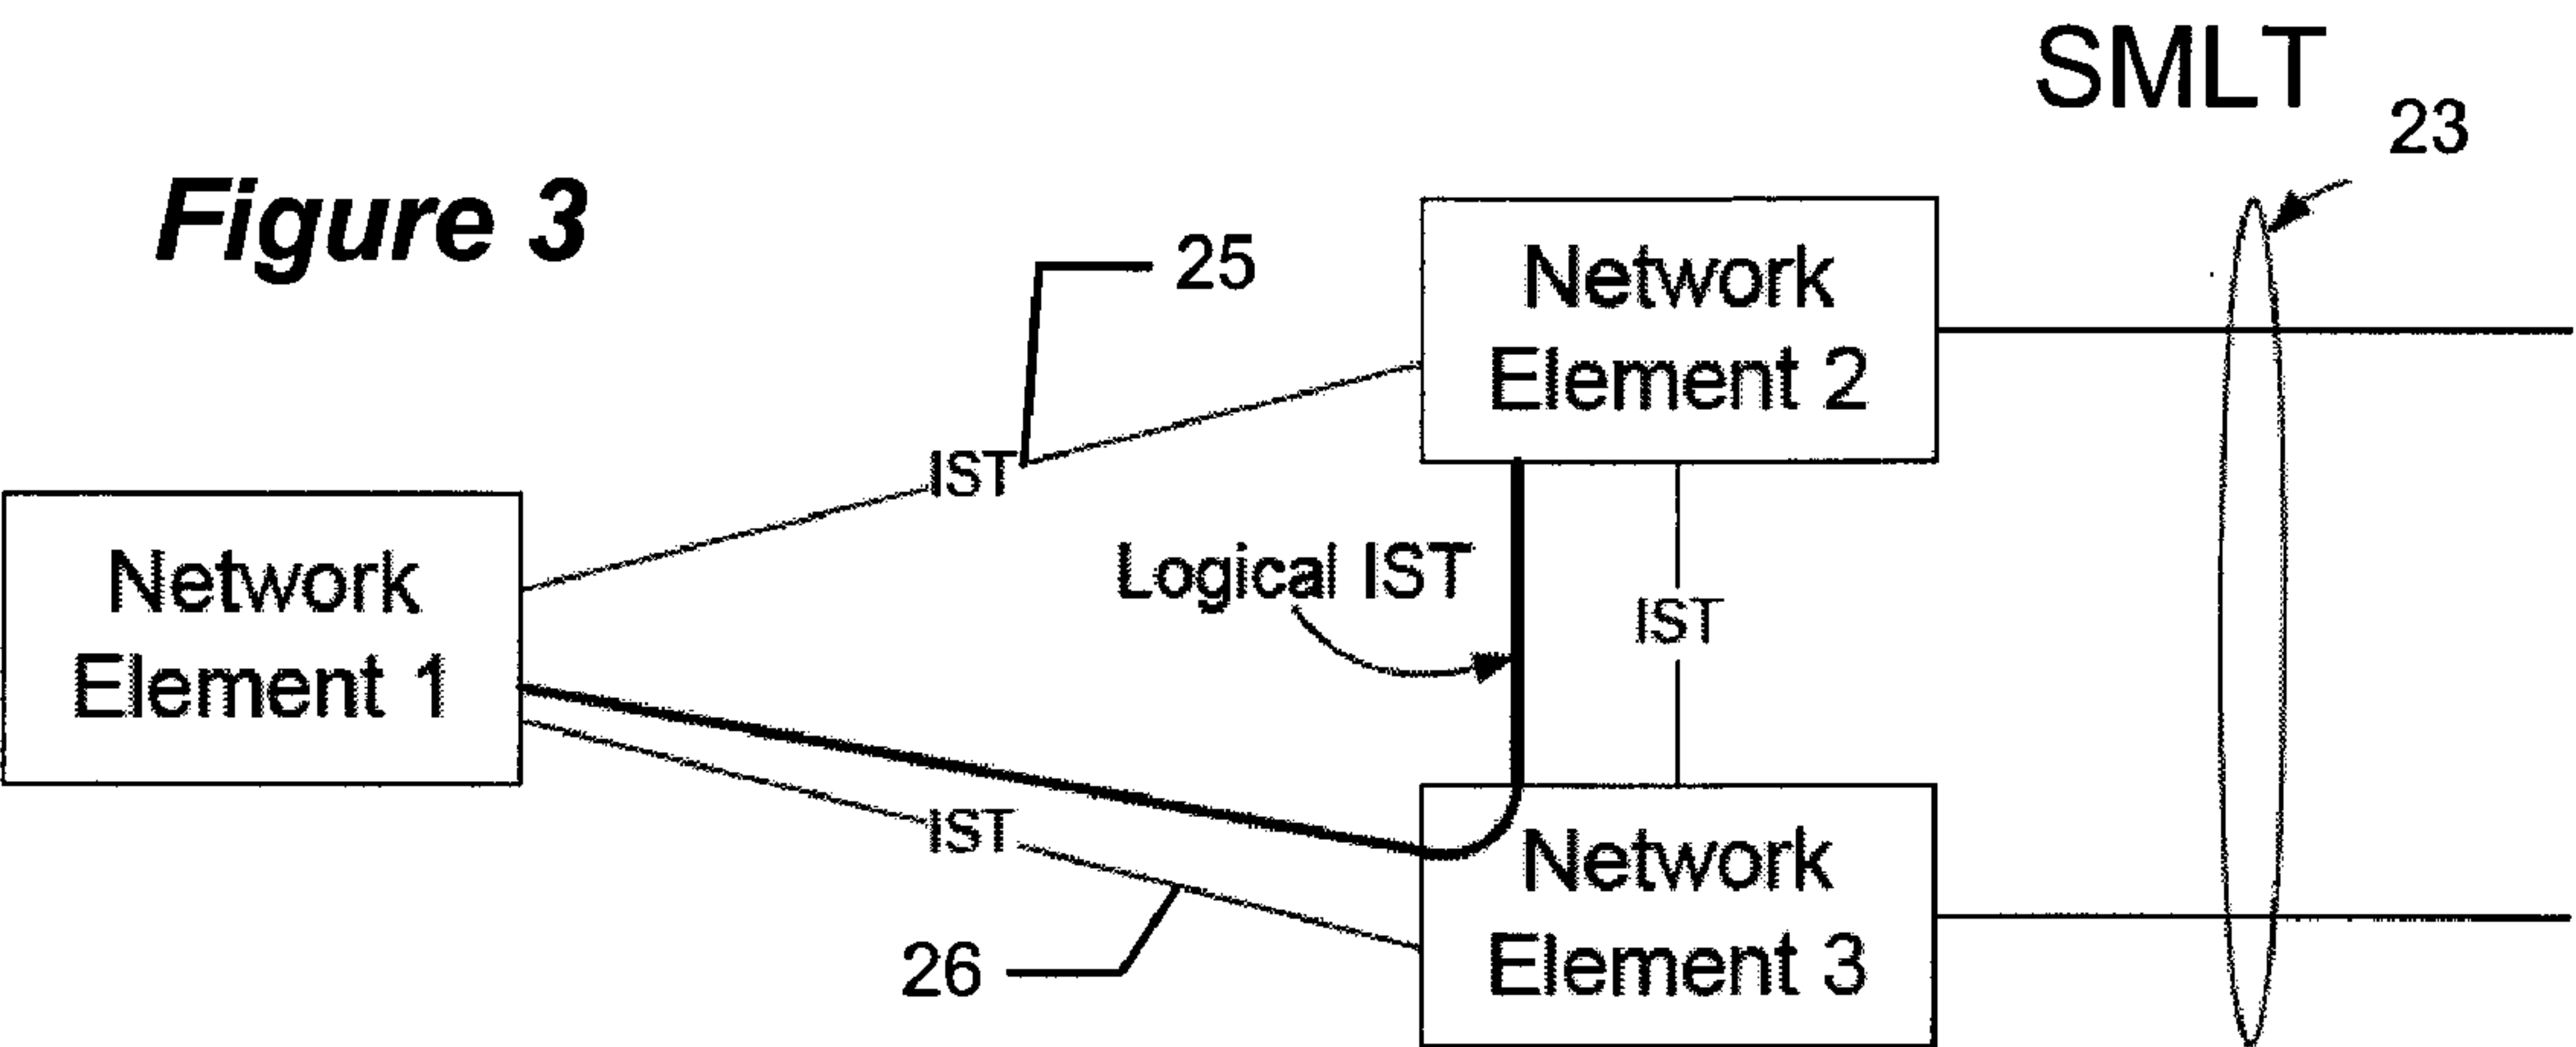 SMLT
23
Figure 3
25
Network
Element 2
IST
Logical IST
IST
Network
Element 1
IST
Network
Element 3
26